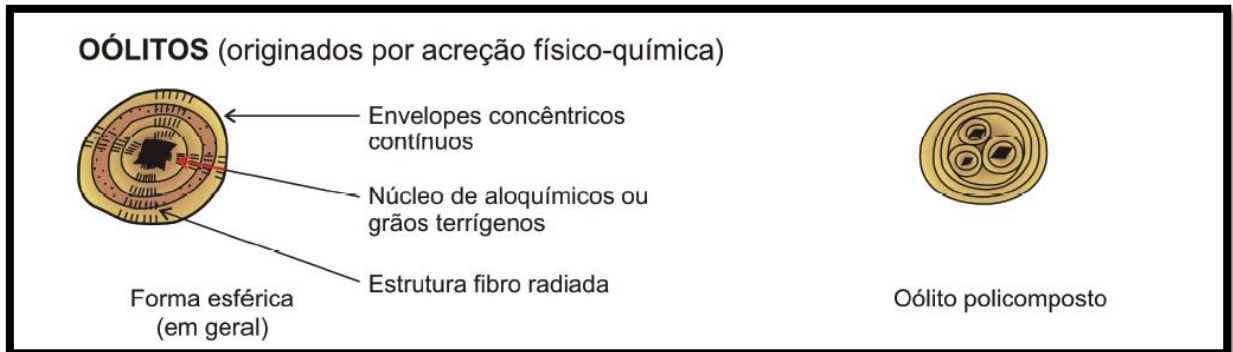 OÓLITOS (originados por acreção físico-química)
Envelopes concêntricos
contínuos
Núcleo de aloquímicos ou
grãos terrígenos
Estrutura fibro radiada
Forma esférica
(em geral)
Oólito policomposto